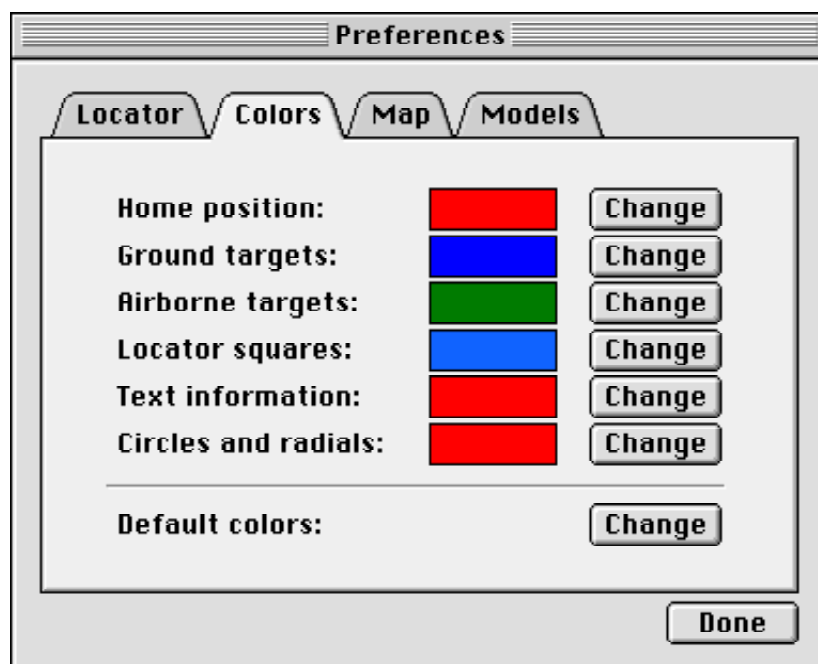 Preferences
Locator Colors Map Models
Home position: Change
Ground targets: Change
Airborne targets: Change
Locator squares: Change
Text information: Change
Circles and radials: Change
Default colors: Change
Done